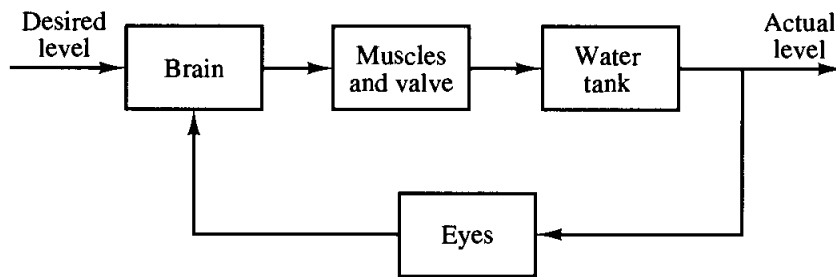 Desired
level
Brain
Muscles
and valve
Water
tank
Actual
level
Eyes